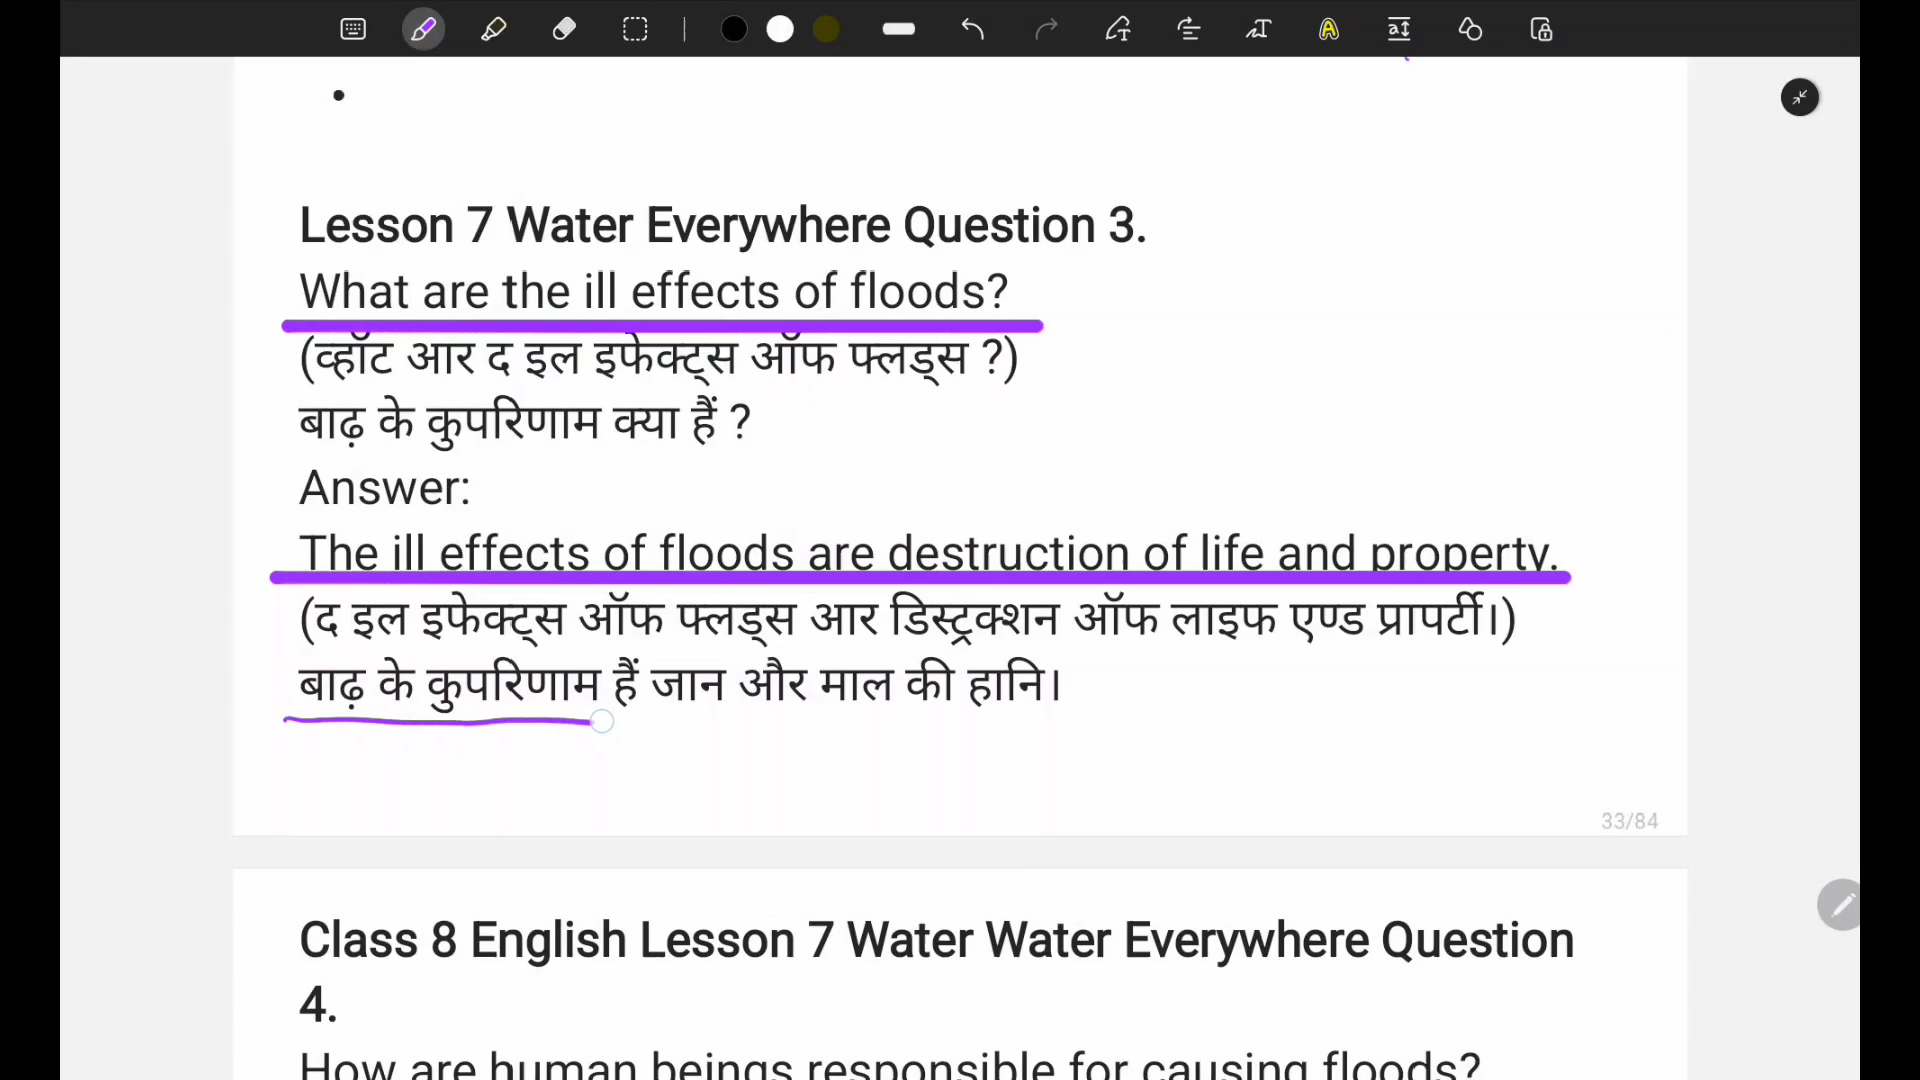 Lesson 7 Water Everywhere Question 3.
What are the ill effects of floods?
(व्हॉट आर द इल इफेक्ट्स ऑफ फ्लड्स ?)
बाढ़ के कुपरिणाम क्या हैं ?
Answer:
The ill effects of floods are destruction of life and property.
(द इल इफेक्ट्स ऑफ फ्लड्स आर डिस्ट्रक्शन ऑफ लाइफ एण्ड प्रापर्टी।)
बाढ़ के कुपरिणाम हैं जान और माल की हानि।
33/84
Class 8 English Lesson 7 Water Water Everywhere Question
4.
How are human beings responsible for causing floods?